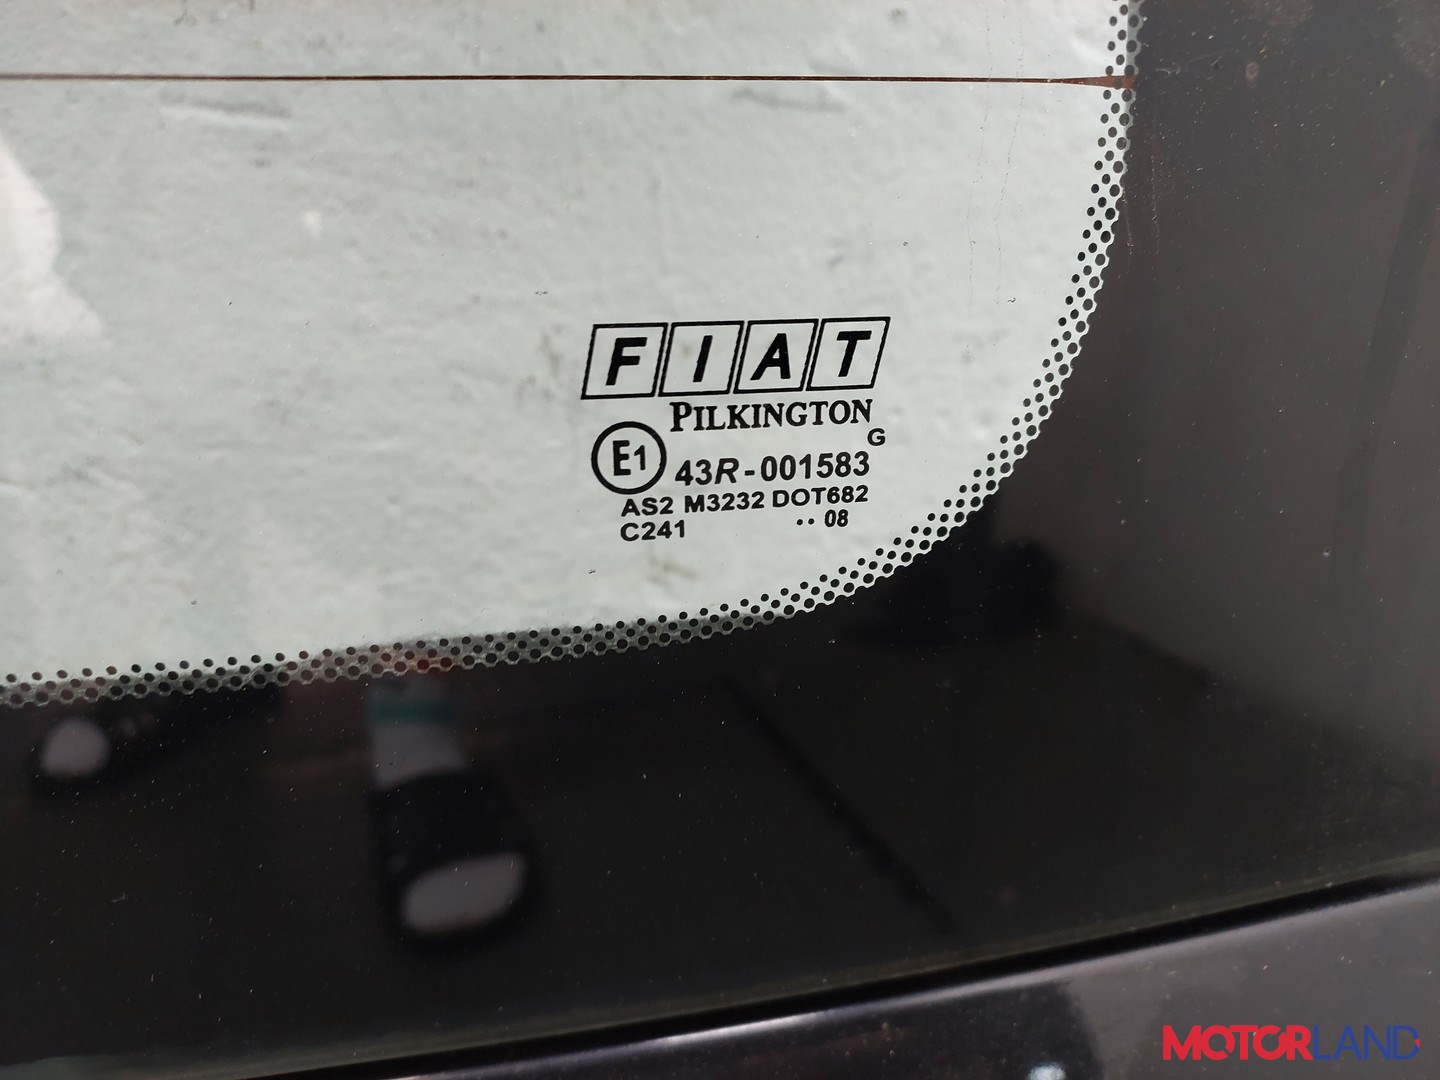 FIAT
PILKINGTON
G
E1 43R-001583
AS2 M3232 DOT682
C241 ··08
MOTORLAND